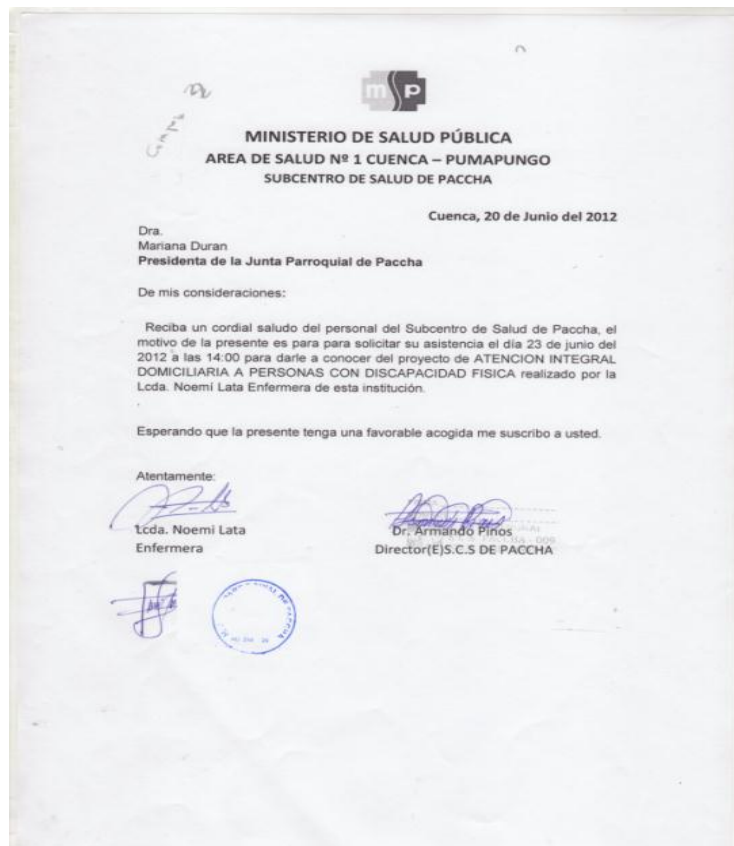 mSp
MINISTERIO DE SALUD PÚBLICA
AREA DE SALUD Nº 1 CUENCA – PUMAPUNGO
SUBCENTRO DE SALUD DE PACCHA
Cuenca, 20 de Junio del 2012
Dra.
Mariana Duran
Presidenta de la Junta Parroquial de Paccha
De mis consideraciones:
Reciba un cordial saludo del personal del Subcentro de Salud de Paccha, el
motivo de la presente es para para solicitar su asistencia el día 23 de junio del
2012 a las 14:00 para darle a conocer del proyecto de ATENCION INTEGRAL
DOMICILIARIA A PERSONAS CON DISCAPACIDAD FISICA realizado por la
Lcda. Noemí Lata Enfermera de esta institución.
Esperando que la presente tenga una favorable acogida me suscribo a usted.
Atentamente:
Lcda. Noemi Lata
Enfermera
Dr. Armando Pinos
Director(E)S.C.S DE PACCHA